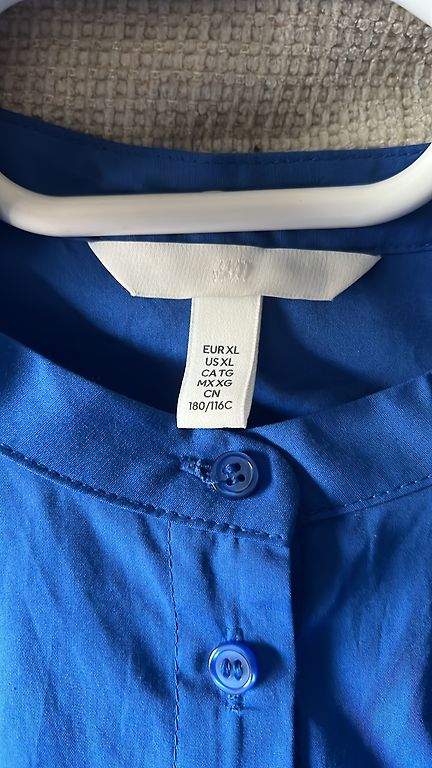 EUR XL
US XL
CA TG
MX XG
CN
180/116C